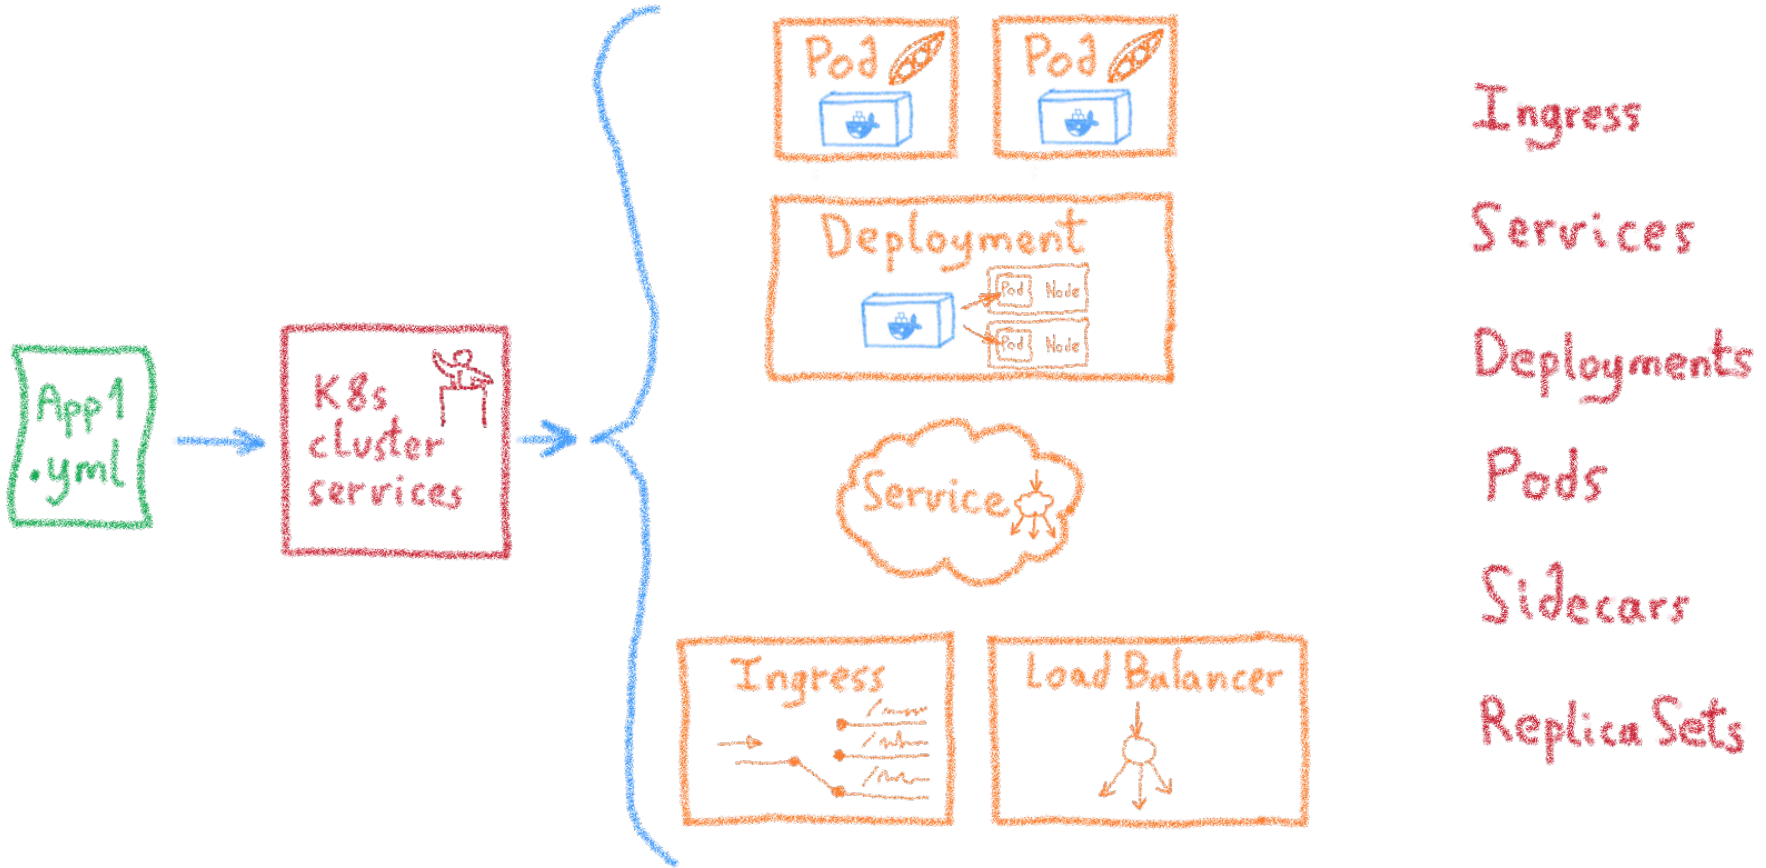 App1
.yml
K8s
cluster
services
Pod
Pod
Deployment
Pod Node
Pod Node
Service
Ingress
Load Balancer
Ingress
Services
Deployments
Pods
Sidecars
Replica Sets